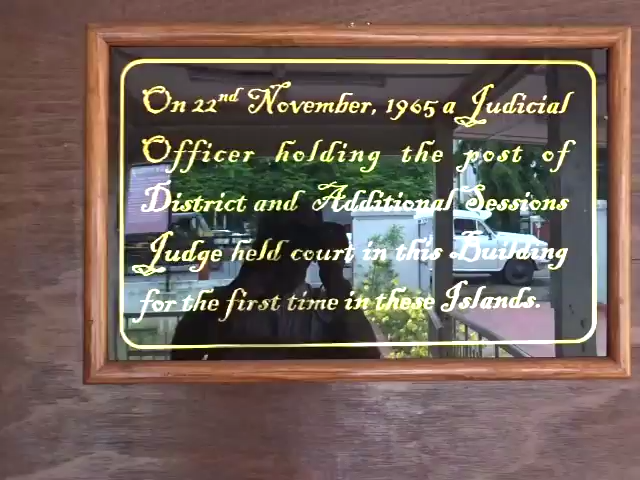 On 22nd November, 1965 a Judicial
Officer holding the post of
District and Additional Sessions
Judge held court in this Building
for the first time in these Islands.